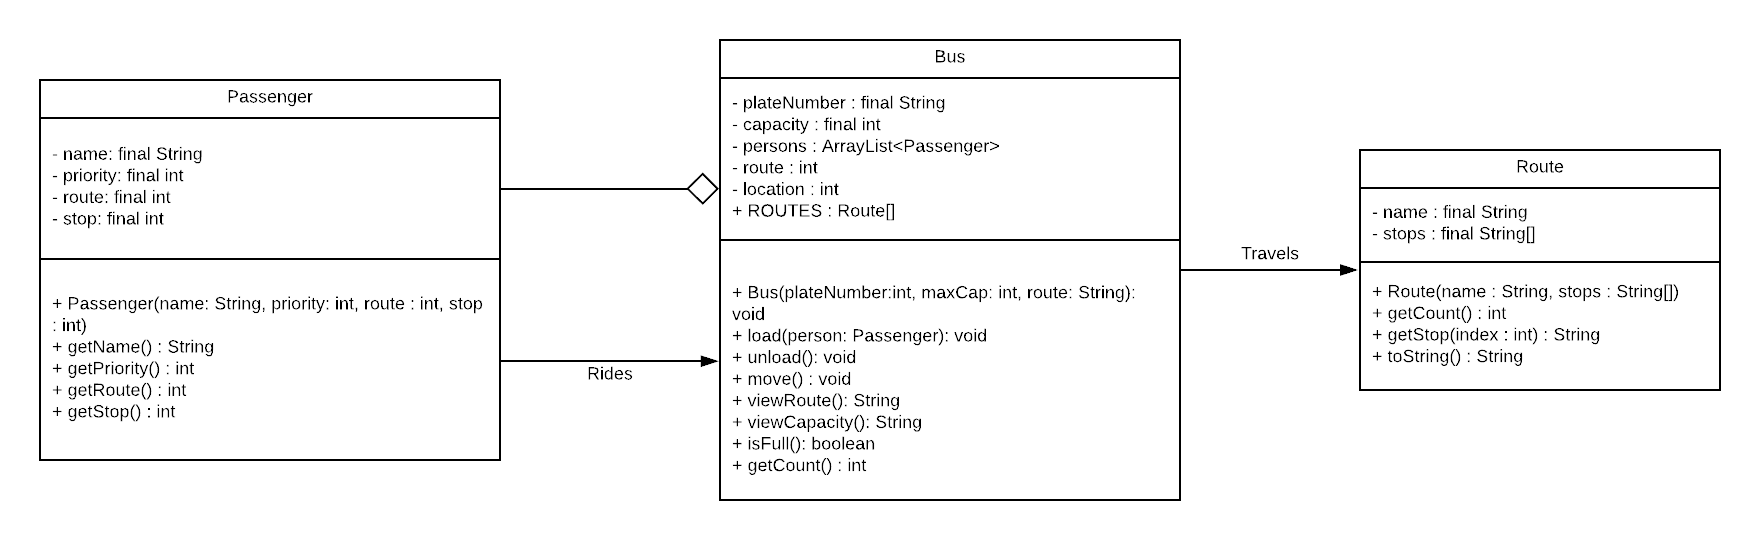 Passenger
- name: final String
- priority: final int
- route: final int
- stop: final int
+ Passenger(name: String, priority: int, route : int, stop
: int)
+ getName() : String
+ getPriority() : int
+ getRoute() : int
+ getStop() : int
Rides
Bus
- plateNumber : final String
- capacity : final int
- persons : ArrayList<Passenger>
- route : int
- location : int
+ ROUTES : Route[]
+ Bus(plateNumber:int, maxCap: int, route: String):
void
+ load(person: Passenger): void
+ unload(): void
+ move() : void
+ viewRoute(): String
+ viewCapacity(): String
+ isFull(): boolean
+ getCount() : int
Travels
Route
- name : final String
- stops : final String[]
+ Route(name : String, stops : String[])
+ getCount() : int
+ getStop(index : int) : String
+ toString() : String